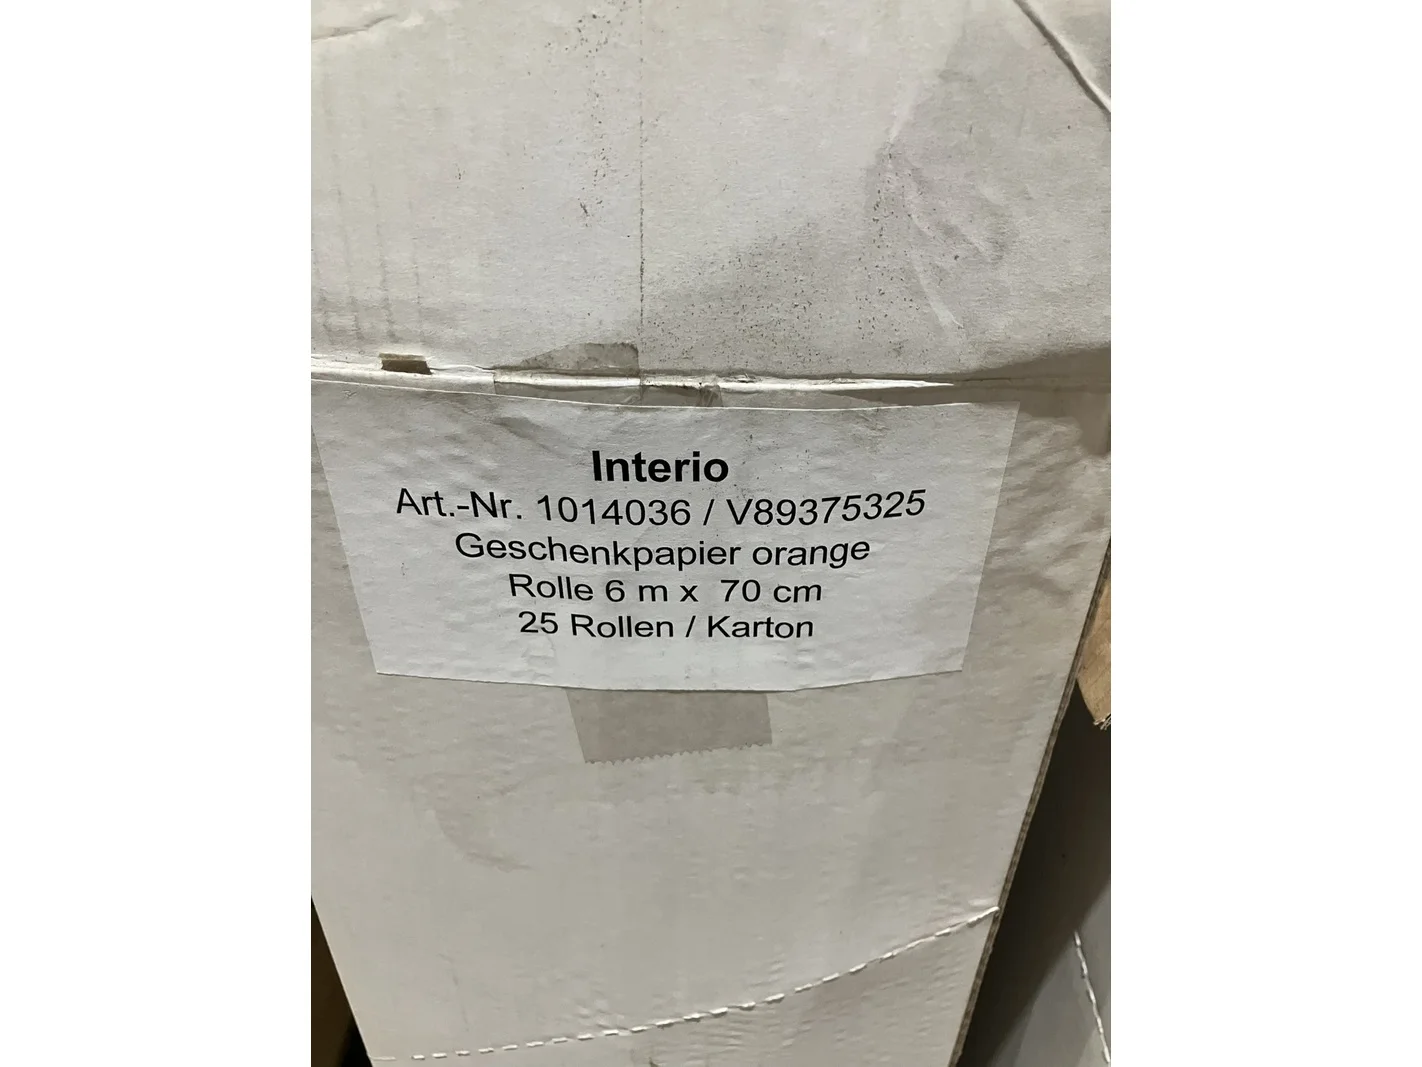 Interio
Art.-Nr. 1014036 / V89375325
Geschenkpapier orange
Rolle 6 m x 70 cm
25 Rollen / Karton